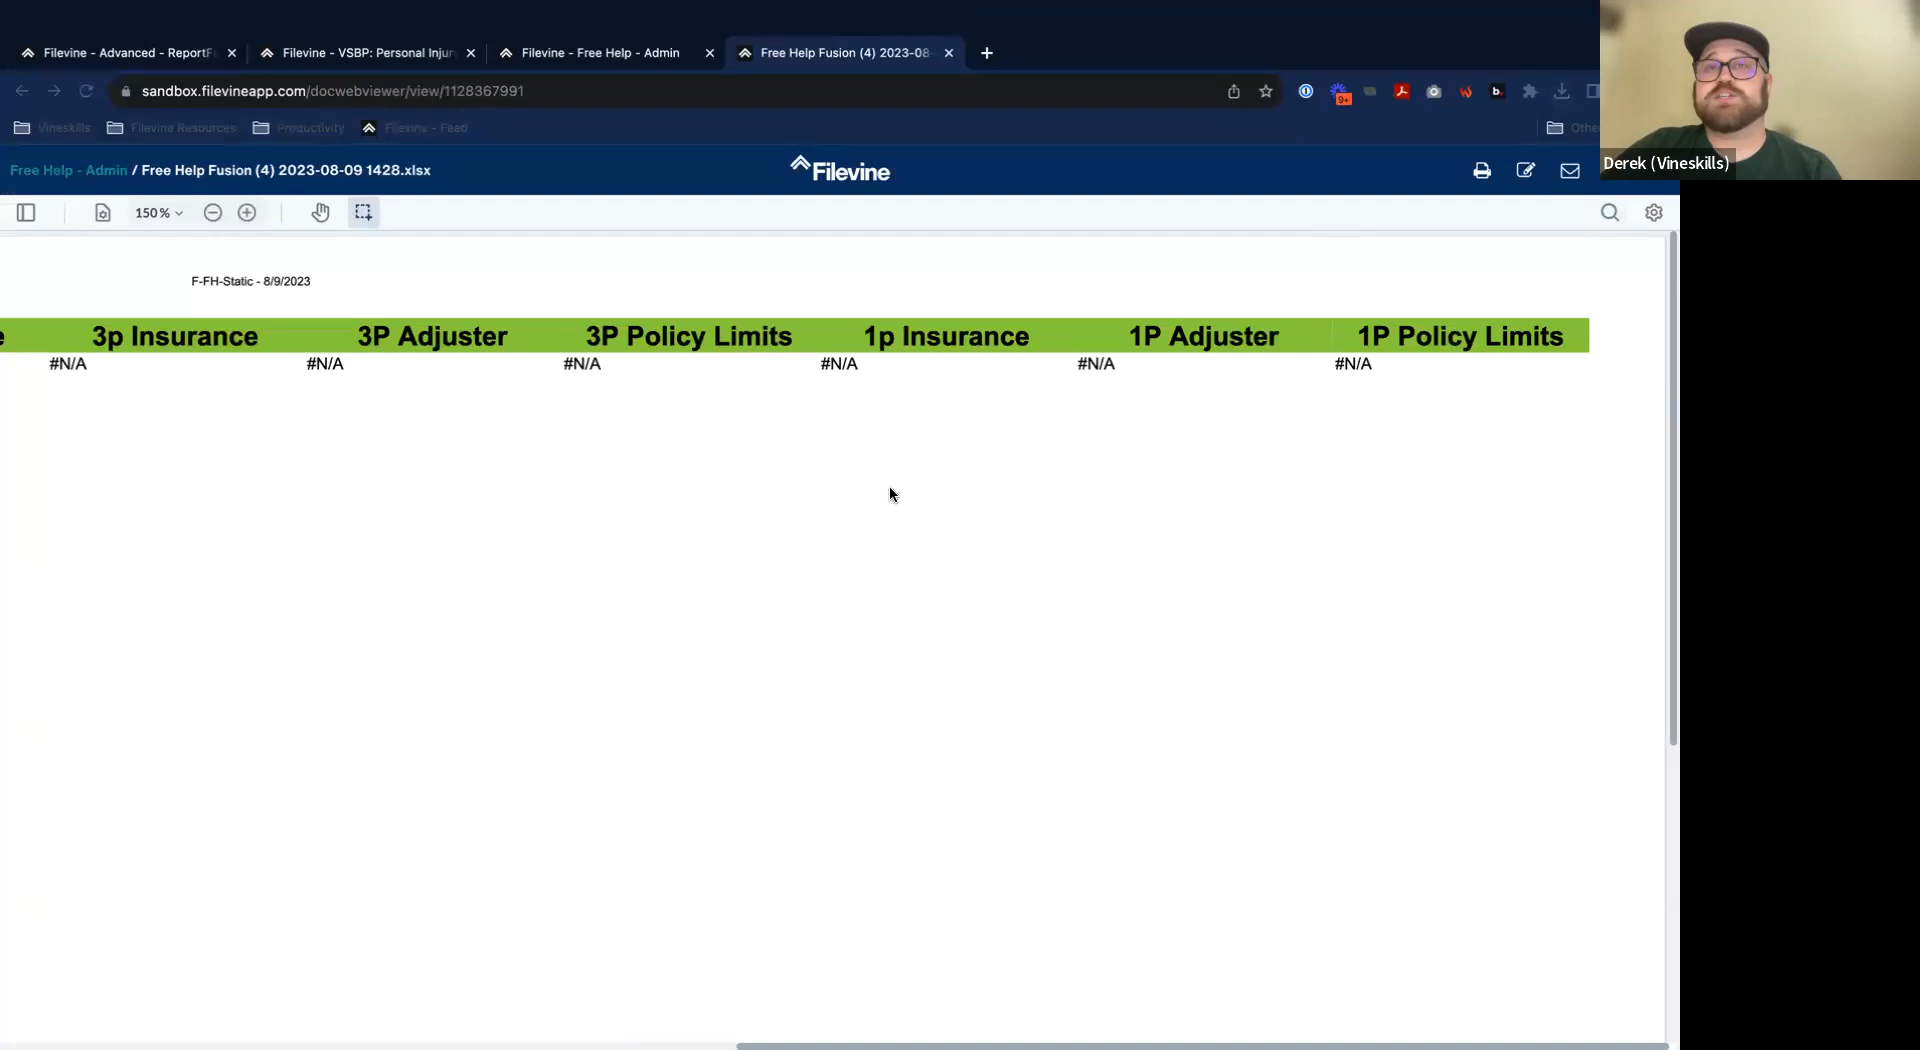 Filevine - Advanced - ReportF
Filevine - VSBP: Personal Injur
Filevine - Free Help - Admin
Free Help Fusion (4) 2023-08-
sandbox.filevineapp.com/docwebviewer/view/1128367991
9+
b.
Vineskills
Filevine Resources
Productivity
Filevine - Feed
Othe
Free Help - Admin / Free Help Fusion (4) 2023-08-09 1428.xlsx
Filevine
150%
Derek (Vineskills)
F-FH-Static - 8/9/2023
e 3p Insurance 3P Adjuster 3P Policy Limits 1p Insurance 1P Adjuster 1P Policy Limits
#N/A #N/A #N/A #N/A #N/A #N/A